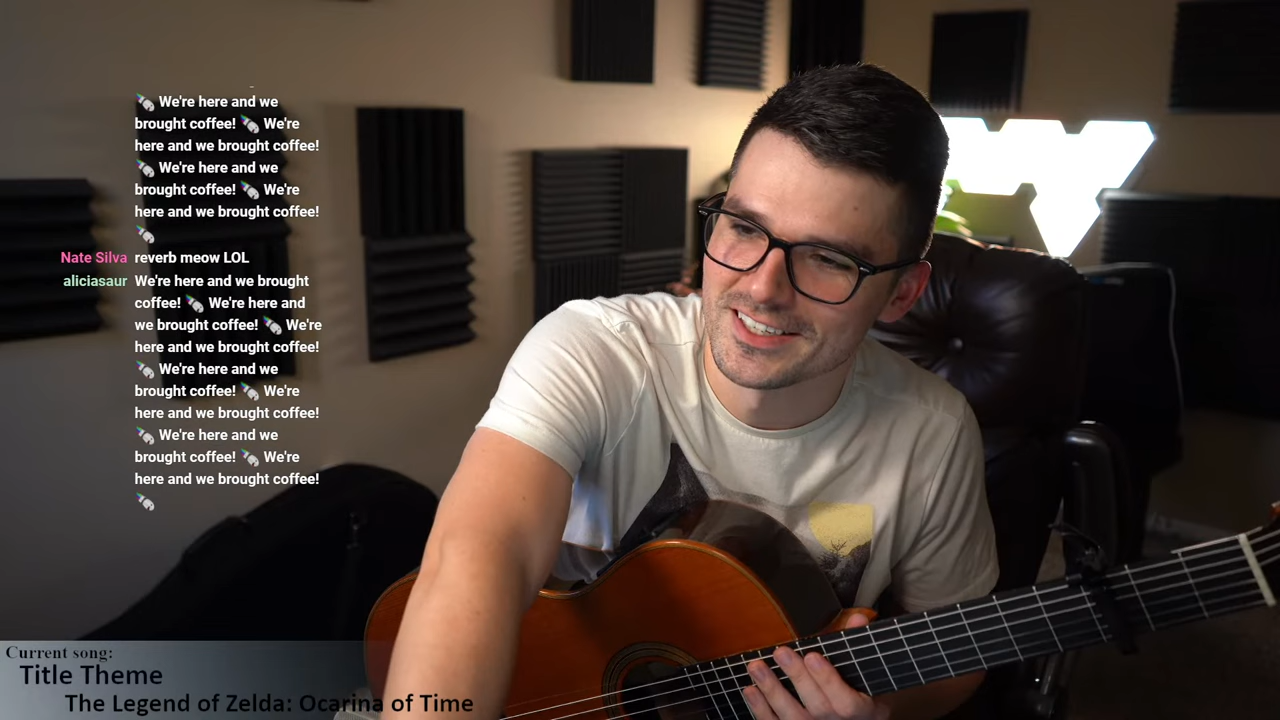 We're here and we
brought coffee! We're
here and we brought coffee!
We're here and we
brought coffee! We're
here and we brought coffee!
Nate Silva reverb meow LOL
aliciasaur We're here and we brought
coffee! We're here and
we brought coffee! We're
here and we brought coffee!
We're here and we
brought coffee! We're
here and we brought coffee!
We're here and we
brought coffee! We're
here and we brought coffee!
Current song:
Title Theme
The Legend of Zelda: Ocarina of Time